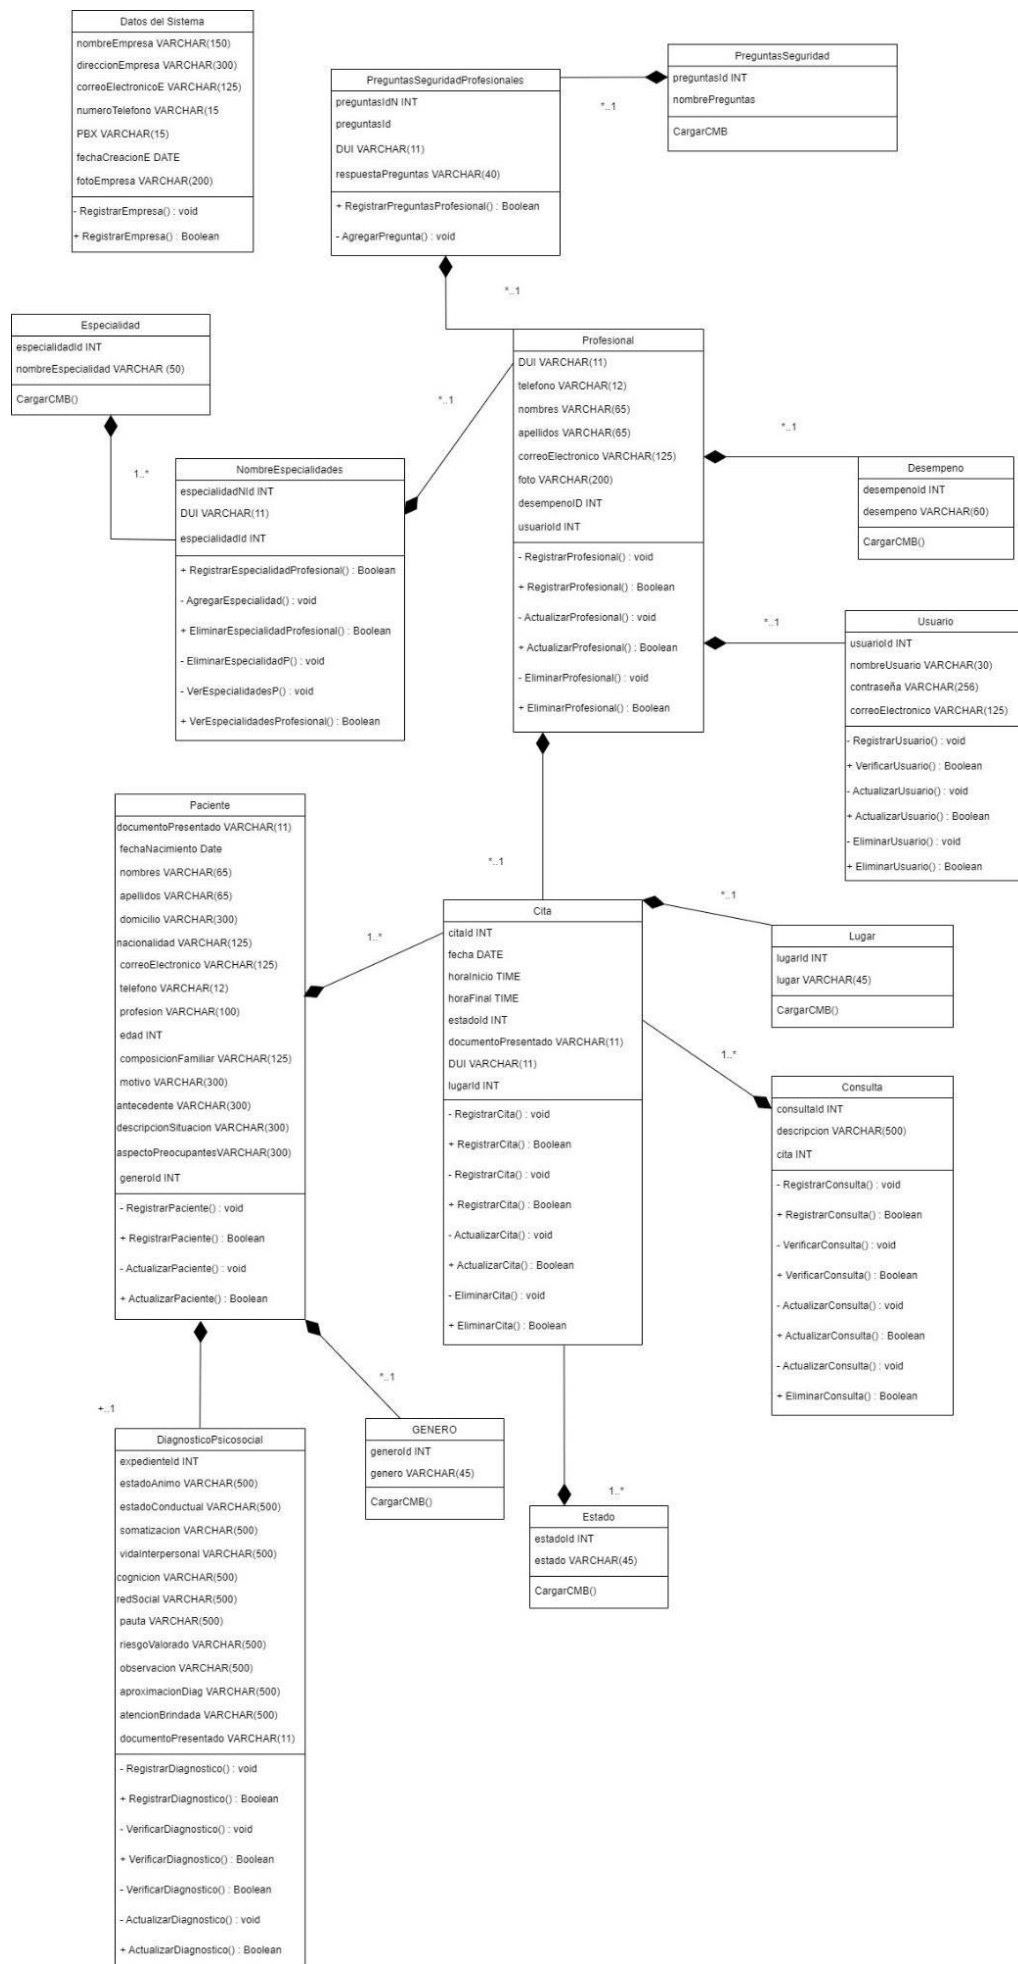 Datos del Sistema
nombreEmpresa VARCHAR(150)
direccionEmpresa VARCHAR(300)
correoElectronicoE VARCHAR(125)
numeroTelefono VARCHAR(15
PBX VARCHAR(15)
fechaCreacionE DATE
fotoEmpresa VARCHAR(200)
- RegistrarEmpresa() : void
+ RegistrarEmpresa() : Boolean
PreguntasSeguridadProfesionales
preguntasIdN INT
preguntasId
DUI VARCHAR(11)
respuestaPreguntas VARCHAR(40)
+ RegistrarPreguntasProfesional() : Boolean
- AgregarPregunta() : void
*..1
PreguntasSeguridad
preguntasId INT
nombrePreguntas
CargarCMB
*..1
Especialidad
especialidadId INT
nombreEspecialidad VARCHAR (50)
CargarCMB()
1..*
NombreEspecialidades
especialidadNId INT
DUI VARCHAR(11)
especialidadId INT
+ RegistrarEspecialidadProfesional() : Boolean
- AgregarEspecialidad() : void
+ EliminarEspecialidadProfesional() : Boolean
- EliminarEspecialidadP() : void
- VerEspecialidadesP() : void
+ VerEspecialidadesProfesional() : Boolean
*..1
Profesional
DUI VARCHAR(11)
telefono VARCHAR(12)
nombres VARCHAR(65)
apellidos VARCHAR(65)
correoElectronico VARCHAR(125)
foto VARCHAR(200)
desempenoID INT
usuarioId INT
- RegistrarProfesional() : void
+ RegistrarProfesional() : Boolean
- ActualizarProfesional() : void
+ ActualizarProfesional() : Boolean
- EliminarProfesional() : void
+ EliminarProfesional() : Boolean
*..1
Desempeno
desempenoId INT
desempeno VARCHAR(60)
CargarCMB()
*..1
Usuario
usuarioId INT
nombreUsuario VARCHAR(30)
contraseña VARCHAR(256)
correoElectronico VARCHAR(125)
- RegistrarUsuario() : void
+ VerificarUsuario() : Boolean
- ActualizarUsuario() : void
+ ActualizarUsuario() : Boolean
- EliminarUsuario() : void
+ EliminarUsuario() : Boolean
Paciente
documentoPresentado VARCHAR(11)
fechaNacimiento Date
nombres VARCHAR(65)
apellidos VARCHAR(65)
domicilio VARCHAR(300)
nacionalidad VARCHAR(125)
correoElectronico VARCHAR(125)
telefono VARCHAR(12)
profesion VARCHAR(100)
edad INT
composicionFamiliar VARCHAR(125)
motivo VARCHAR(300)
antecedente VARCHAR(300)
descripcionSituacion VARCHAR(300)
aspectoPreocupantesVARCHAR(300)
generoId INT
- RegistrarPaciente() : void
+ RegistrarPaciente() : Boolean
- ActualizarPaciente() : void
+ ActualizarPaciente() : Boolean
1..*
*..1
Cita
citaId INT
fecha DATE
horaInicio TIME
horaFinal TIME
estadoId INT
documentoPresentado VARCHAR(11)
DUI VARCHAR(11)
lugarId INT
- RegistrarCita() : void
+ RegistrarCita() : Boolean
- RegistrarCita() : void
+ RegistrarCita() : Boolean
- ActualizarCita() : void
+ ActualizarCita() : Boolean
- EliminarCita() : void
+ EliminarCita() : Boolean
*..1
Lugar
lugarId INT
lugar VARCHAR(45)
CargarCMB()
1..*
Consulta
consultaId INT
descripcion VARCHAR(500)
cita INT
- RegistrarConsulta() : void
+ RegistrarConsulta() : Boolean
- VerificarConsulta() : void
+ VerificarConsulta() : Boolean
- ActualizarConsulta() : void
+ ActualizarConsulta() : Boolean
- ActualizarConsulta() : void
+ EliminarConsulta() : Boolean
*..1
+..1
GENERO
generoId INT
genero VARCHAR(45)
CargarCMB()
1..*
Estado
estadoId INT
estado VARCHAR(45)
CargarCMB()
DiagnosticoPsicosocial
expedienteId INT
estadoAnimo VARCHAR(500)
estadoConductual VARCHAR(500)
somatizacion VARCHAR(500)
vidaInterpersonal VARCHAR(500)
cognicion VARCHAR(500)
redSocial VARCHAR(500)
pauta VARCHAR(500)
riesgoValorado VARCHAR(500)
observacion VARCHAR(500)
aproximacionDiag VARCHAR(500)
atencionBrindada VARCHAR(500)
documentoPresentado VARCHAR(11)
- RegistrarDiagnostico() : void
+ RegistrarDiagnostico() : Boolean
- VerificarDiagnostico() : void
+ VerificarDiagnostico() : Boolean
- VerificarDiagnostico() : Boolean
- ActualizarDiagnostico() : void
+ ActualizarDiagnostico() : Boolean